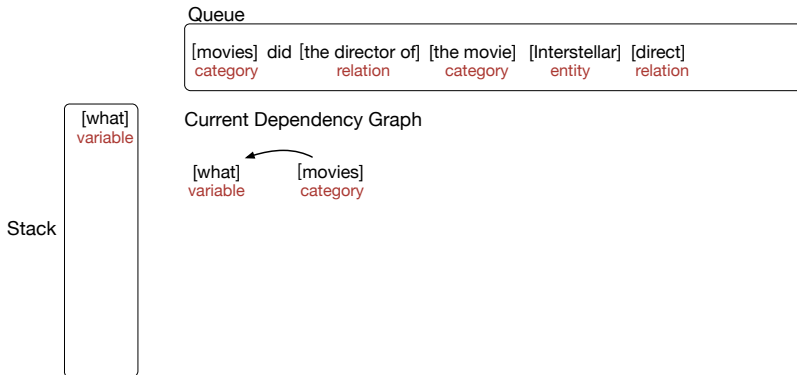 Queue
[movies] did [the director of] [the movie] [Interstellar] [direct]
category relation category entity relation
[what]
variable
Current Dependency Graph
[what] [movies]
variable category
Stack